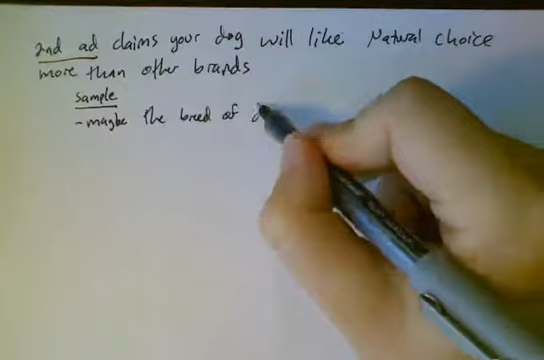 2nd ad claims your dog will like Natural Choice
more than other brands
Sample
- maybe the breed of